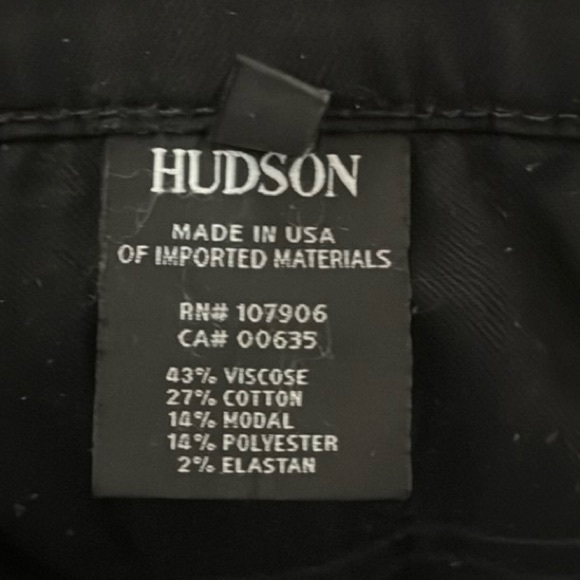 HUDSON
MADE IN USA
OF IMPORTED MATERIALS
RN# 107906
CA# 00635
43% VISCOSE
27% COTTON
14% MODAL
14% POLYESTER
2% ELASTAN